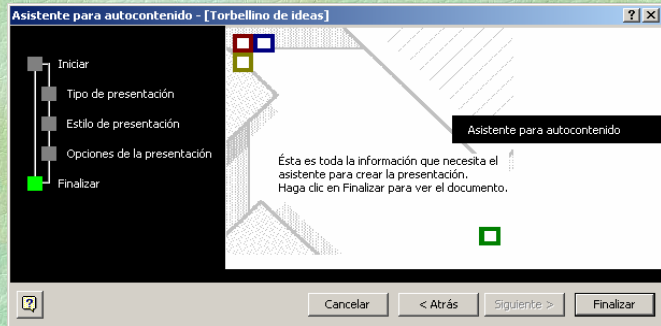 Asistente para autocontenido - [Torbellino de ideas]
Iniciar
Tipo de presentación
Estilo de presentación
Opciones de la presentación
Finalizar
Asistente para autocontenido
Ésta es toda la información que necesita el
asistente para crear la presentación.
Haga clic en Finalizar para ver el documento.
Cancelar
< Atrás
Siguiente >
Finalizar